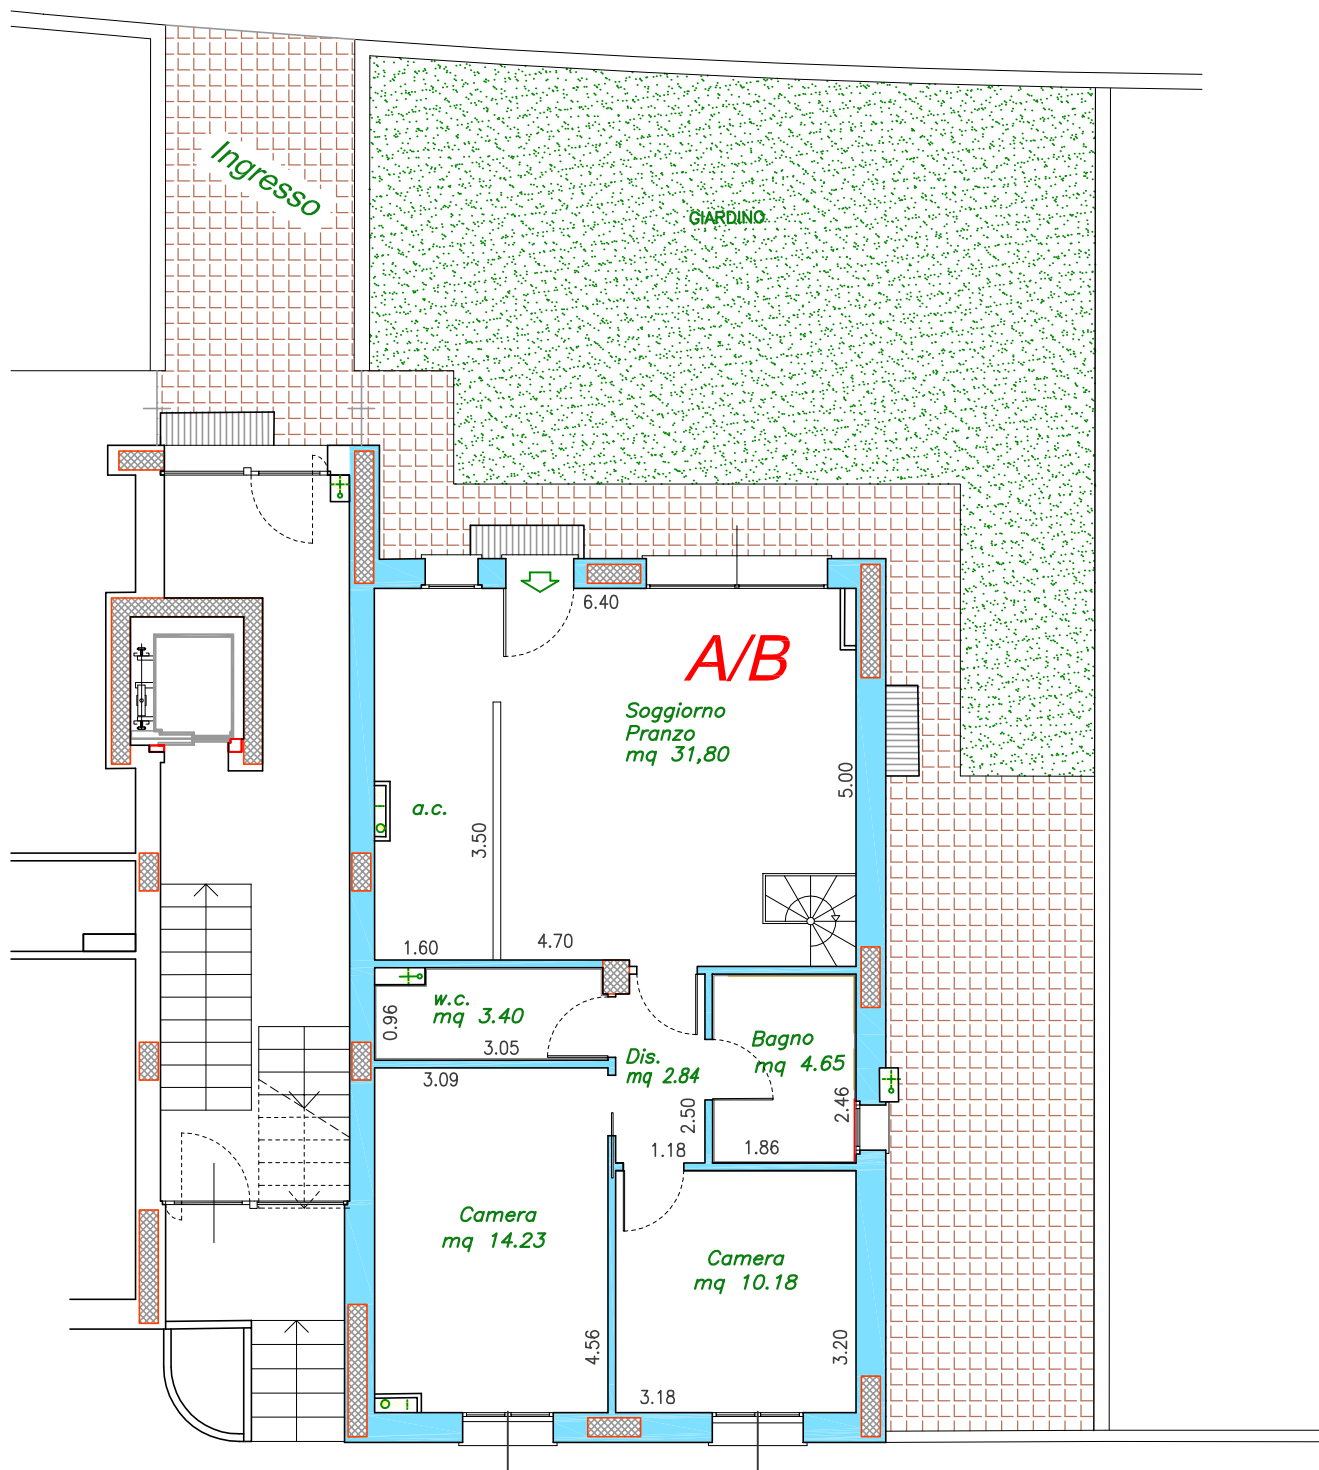 Ingresso
GIARDINO
6.40
A/B
Soggiorno
Pranzo
mq 31,80
5.00
a.c.
3.50
1.60
4.70
w.c.
mq 3.40
0.96
3.05
Dis.
mq 2.84
Bagno
mq 4.65
3.09
2.50
2.46
1.18
1.86
Camera
mq 14.23
Camera
mq 10.18
4.56
3.20
3.18